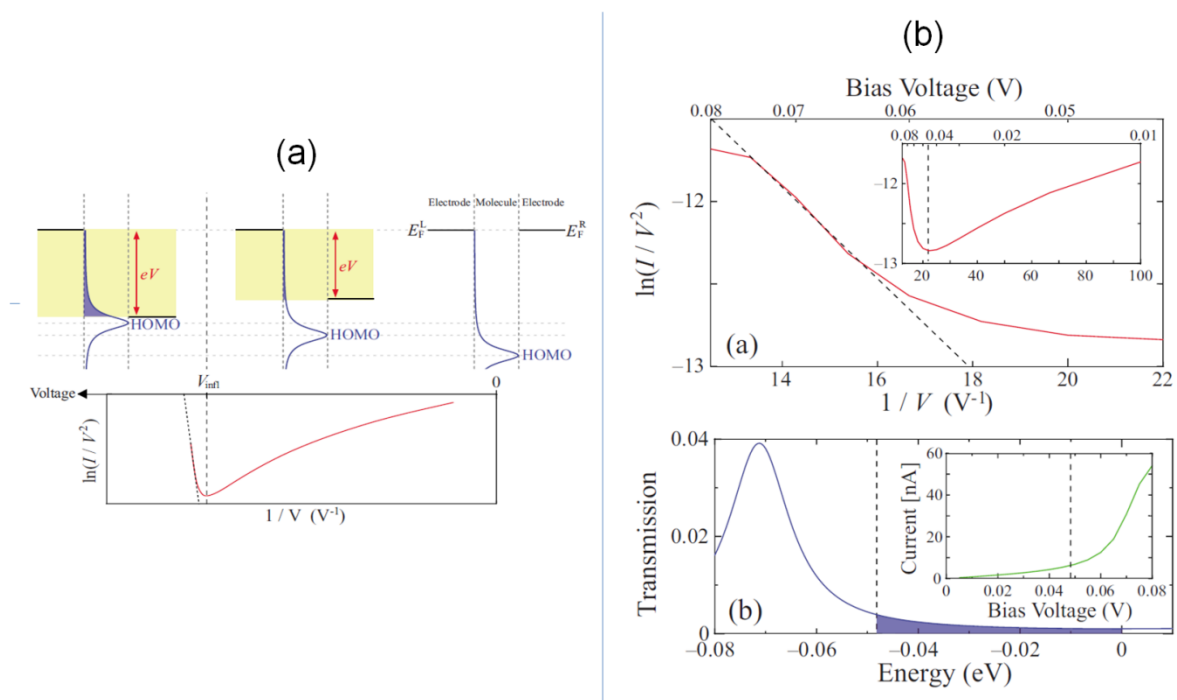 (a)
Electrode Molecule Electrode
E_F^L E_F^R
eV eV
HOMO HOMO HOMO
Voltage V_infl 0
ln(I / V²)
1 / V (V⁻¹)
(b)
Bias Voltage (V)
0.08 0.07 0.06 0.05
0.08 0.04 0.02 0.01
−12
−13
20 40 60 80 100
ln(I / V²)
−12
−13
(a)
14 16 18 20 22
1 / V (V⁻¹)
Transmission
0.04
0.02
0
(b)
Current [nA]
60
40
20
0
0 0.02 0.04 0.06 0.08
Bias Voltage (V)
−0.08 −0.06 −0.04 −0.02 0
Energy (eV)